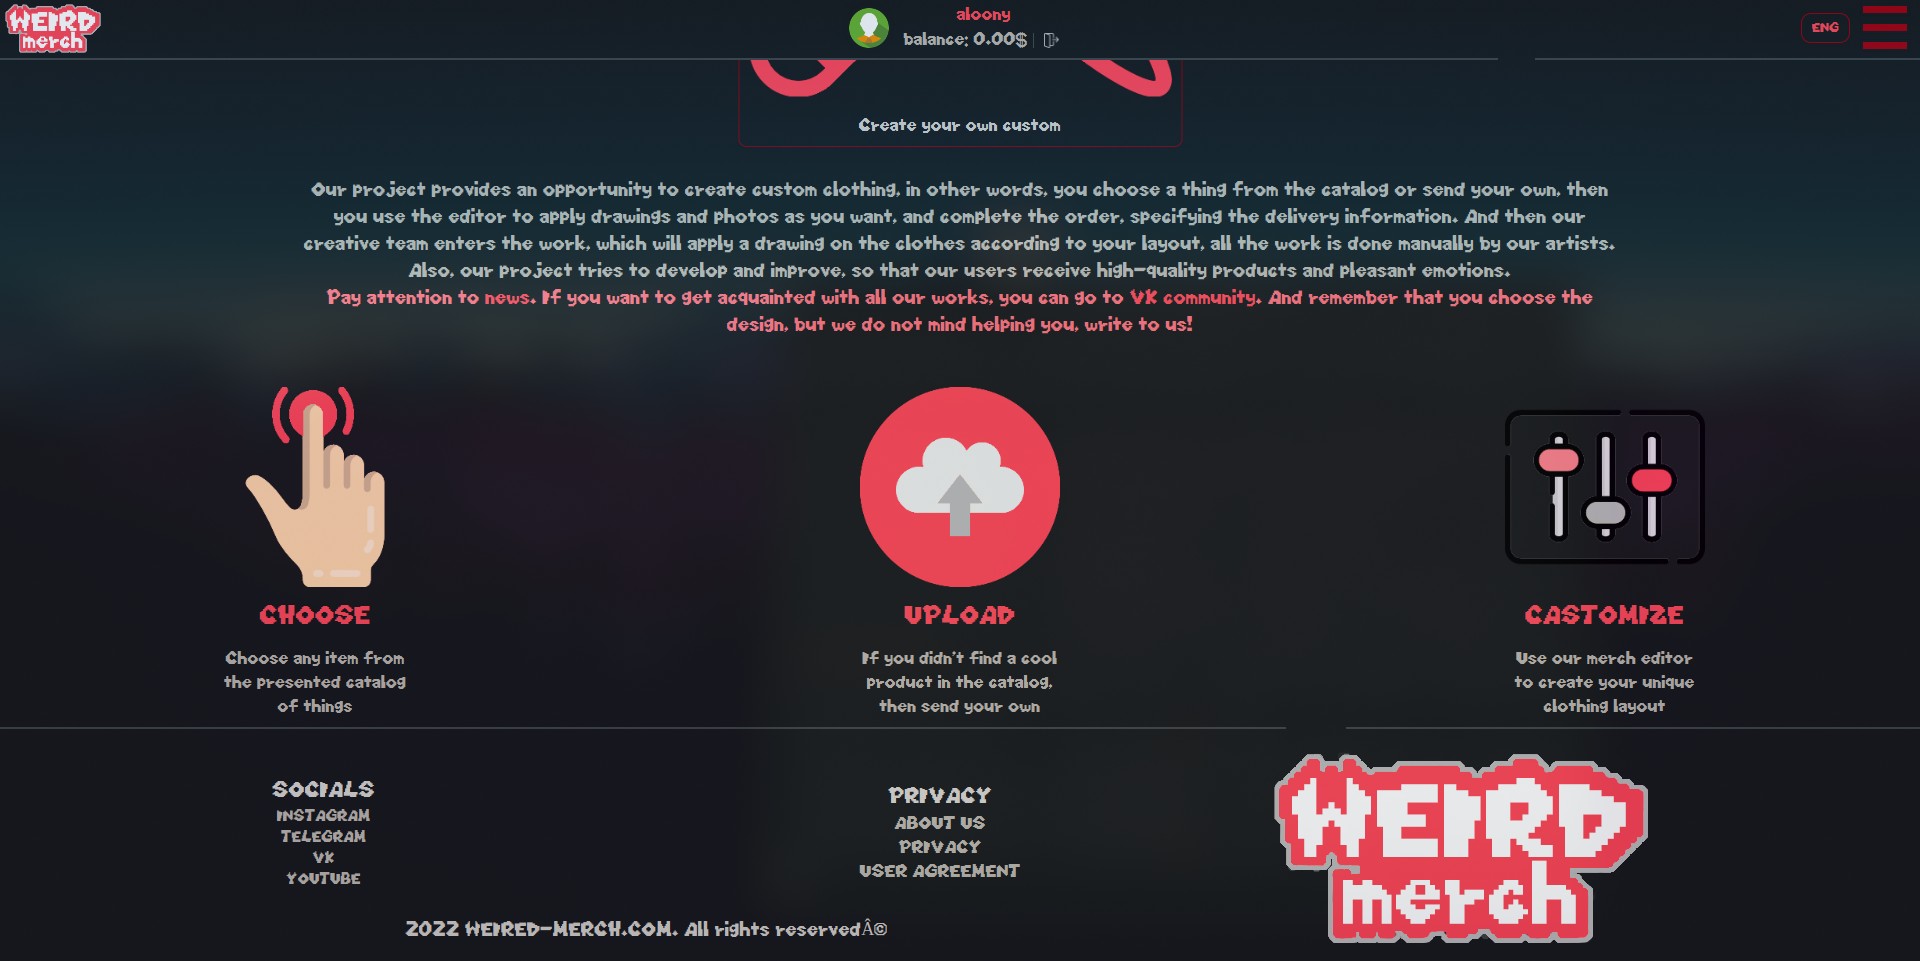 WEIRD
merch
aloony
balance: 0.00$
ENG
Create your own custom
Our project provides an opportunity to create custom clothing, in other words, you choose a thing from the catalog or send your own, then
you use the editor to apply drawings and photos as you want, and complete the order, specifying the delivery information. And then our
creative team enters the work, which will apply a drawing on the clothes according to your layout, all the work is done manually by our artists.
Also, our project tries to develop and improve, so that our users receive high-quality products and pleasant emotions.
Pay attention to news. If you want to get acquainted with all our works, you can go to VK community. And remember that you choose the
design, but we do not mind helping you, write to us!
CHOOSE
Choose any item from
the presented catalog
of things
UPLOAD
If you didn't find a cool
product in the catalog,
then send your own
CASTOMIZE
Use our merch editor
to create your unique
clothing layout
SOCIALS
INSTAGRAM
TELEGRAM
VK
YOUTUBE
PRIVACY
ABOUT US
PRIVACY
USER AGREEMENT
WEIRD
merch
2022 WEIRED-MERCH.COM. All rights reservedÂ©